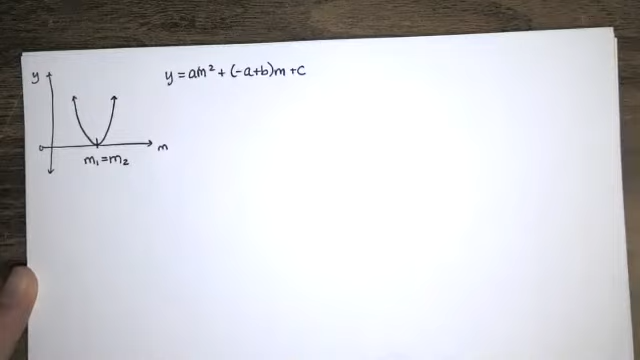 y
y = am² + (-a+b)m + c
0
m
m₁ = m₂